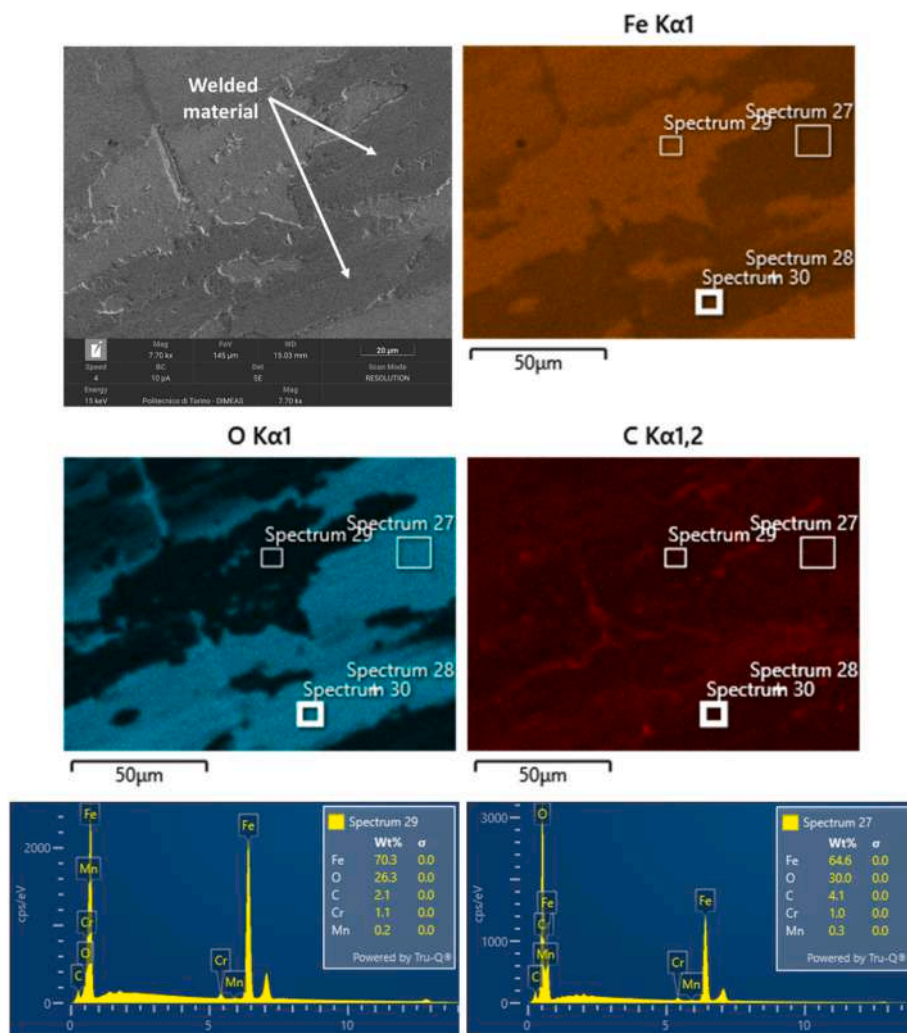 Fe Kα1
Welded
material
Spectrum 27
Spectrum 29
Spectrum 28
Spectrum 30
50μm
Mag FoV WD
7.70 kx 145 μm 15.03 mm 20 μm
Speed BC Det Scan Mode
4 10 pA SE RESOLUTION
Energy Mag
15 keV Politecnico di Torino - DIMEAS 7.70 kx
O Kα1
C Kα1,2
Spectrum 27
Spectrum 29
Spectrum 28
Spectrum 30
50μm
Spectrum 27
Spectrum 29
Spectrum 28
Spectrum 30
50μm
Fe
Mn
Cr
O
C
Fe
Cr
Mn
cps/eV
2000
0
0 5 10
Spectrum 29
Wt% σ
Fe 70.3 0.0
O 26.3 0.0
C 2.1 0.0
Cr 1.1 0.0
Mn 0.2 0.0
Powered by Tru-Q®
O
Fe
Cr
Mn
C
Fe
Cr
Mn
cps/eV
3000
1000
0
0 5 10
Spectrum 27
Wt% σ
Fe 64.6 0.0
O 30.0 0.0
C 4.1 0.0
Cr 1.0 0.0
Mn 0.3 0.0
Powered by Tru-Q®